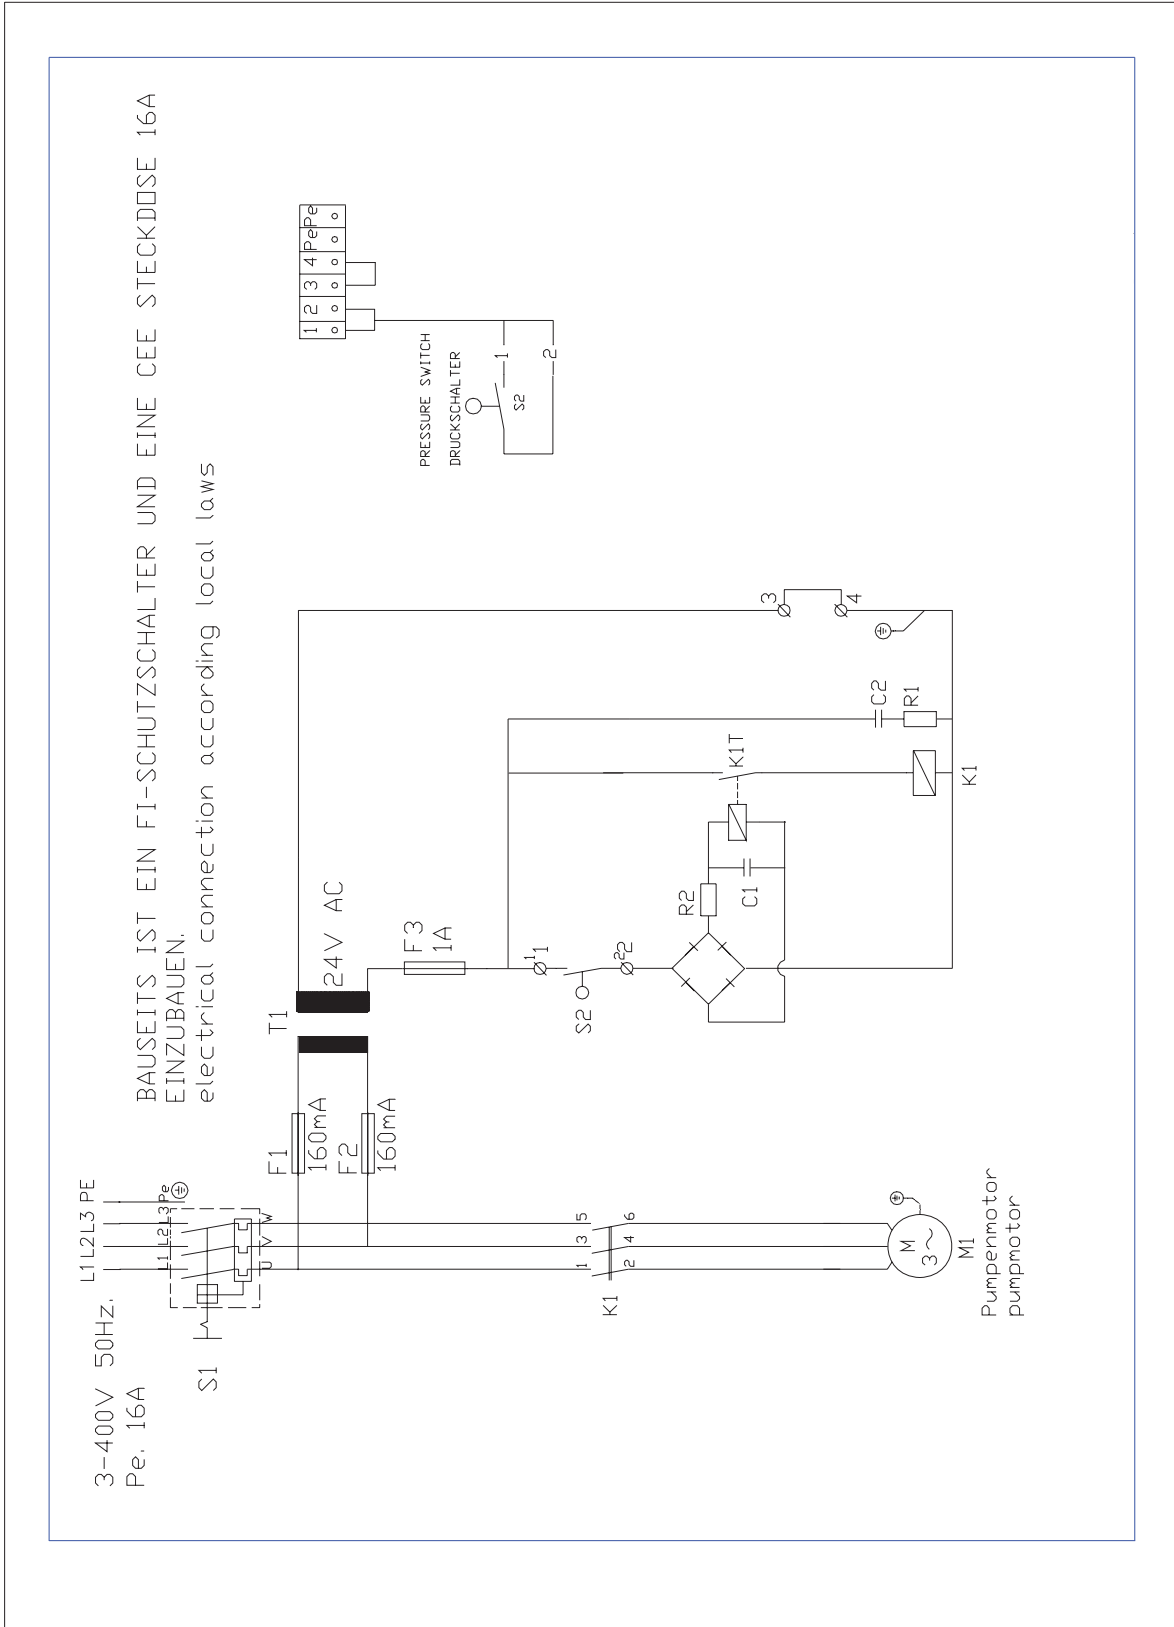 BAUSEITS IST EIN FI-SCHUTZSCHALTER UND EINE CEE STECKDOSE 16A
EINZUBAUEN.
electrical connection according local laws
3-400V 50Hz.
Pe. 16A
L1 L2 L3 PE
L1 L2 L3 Pe
S1
U V W
F1
160mA
F2
160mA
T1
24V AC
F3
1A
1 3 5
K1
2 4 6
M
3~
M1
Pumpenmotor
pumpmotor
1 1
S2
2 2
R2
C1
K1T
K1
C2
R1
3
4
1 2 3 4 Pe Pe
PRESSURE SWITCH
DRUCKSCHALTER
S2
1
2